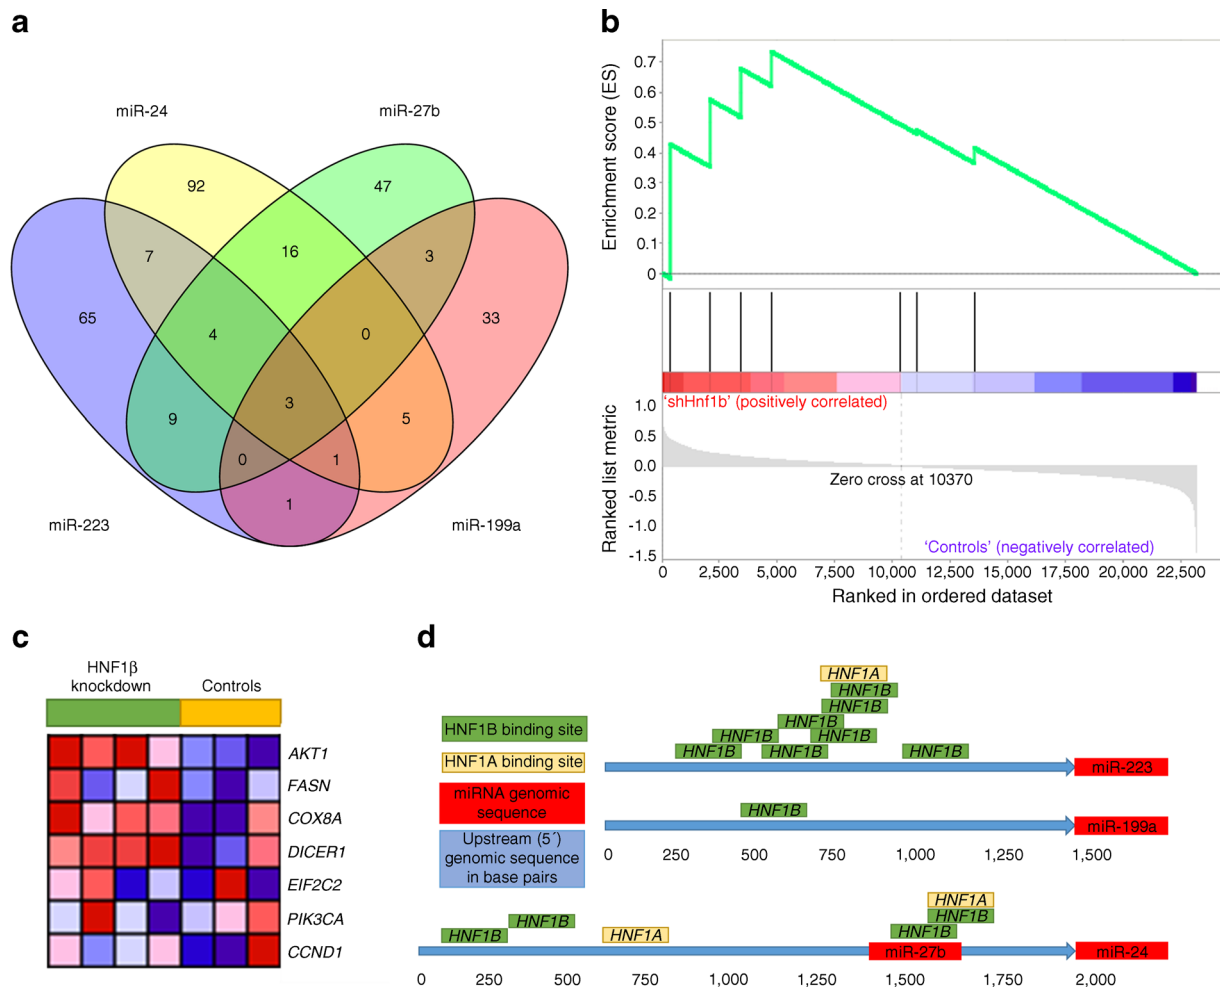 a
miR-24
miR-27b
92
47
7
16
3
65
4
0
33
9
3
5
0
1
1
miR-223
miR-199a
b
Enrichment score (ES)
0.7
0.6
0.5
0.4
0.3
0.2
0.1
0
‘shHnf1b’ (positively correlated)
Ranked list metric
1.0
0.5
0.0
-0.5
-1.0
-1.5
Zero cross at 10370
‘Controls’ (negatively correlated)
0 2,500 5,000 7,500 10,000 12,500 15,000 17,500 20,000 22,500
Ranked in ordered dataset
c
HNF1β
knockdown
Controls
AKT1
FASN
COX8A
DICER1
EIF2C2
PIK3CA
CCND1
d
HNF1B binding site
HNF1A binding site
miRNA genomic
sequence
Upstream (5´)
genomic sequence
in base pairs
HNF1A
HNF1B
HNF1B
HNF1B
HNF1B HNF1B
HNF1B HNF1B HNF1B
miR-223
HNF1B
miR-199a
0 250 500 750 1,000 1,250 1,500
HNF1A
HNF1B HNF1B
HNF1B HNF1A HNF1B
miR-27b miR-24
0 250 500 750 1,000 1,250 1,500 1,750 2,000